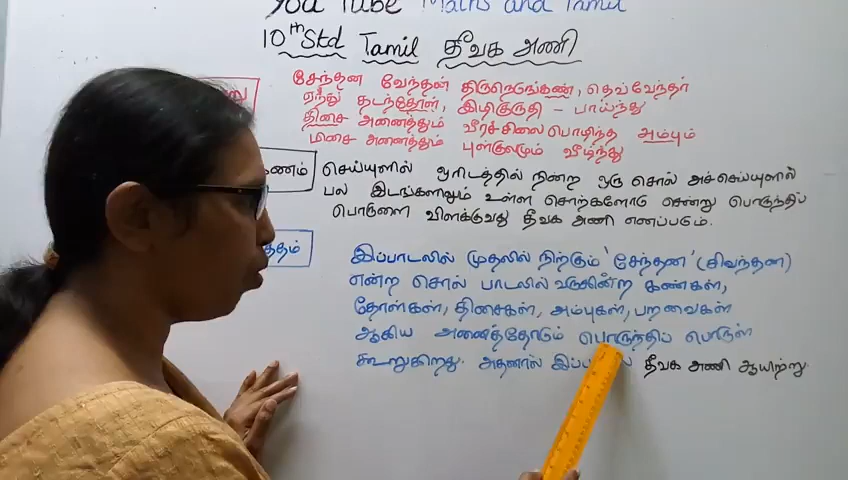 You Tube Maths and Tamil
10th Std Tamil தீவக அணி
சேந்தன வேந்தன் திருநெடுங்கண், தெவ்வேந்தர்
ஏந்து தடந்தோள், இழிகுருதி - பாய்ந்து
திசை அனைத்தும் வீரச்சிலைபொழிந்த அம்பும்
மிசை அனைத்தும் புள்குலமும் வீழ்ந்து
செய்யுளில் ஓரிடத்தில் நின்ற ஒரு சொல் அச்செய்யுளில்
பல இடங்களிலும் உள்ள சொற்களோடு சென்று பொருந்திப்
பொருளை விளக்குவது தீவக அணி எனப்படும்.
இப்பாடலில் முதலில் நிற்கும் 'சேந்தன' (சிவந்தன)
என்ற சொல் பாடலில் வருகின்ற கண்கள்,
தோள்கள், திசைகள், அம்புகள், பறவைகள்
ஆகிய அனைத்தோடும் பொருந்திப் பொருள்
கூறுகிறது. அதனால் தீவக அணி ஆயிற்று.